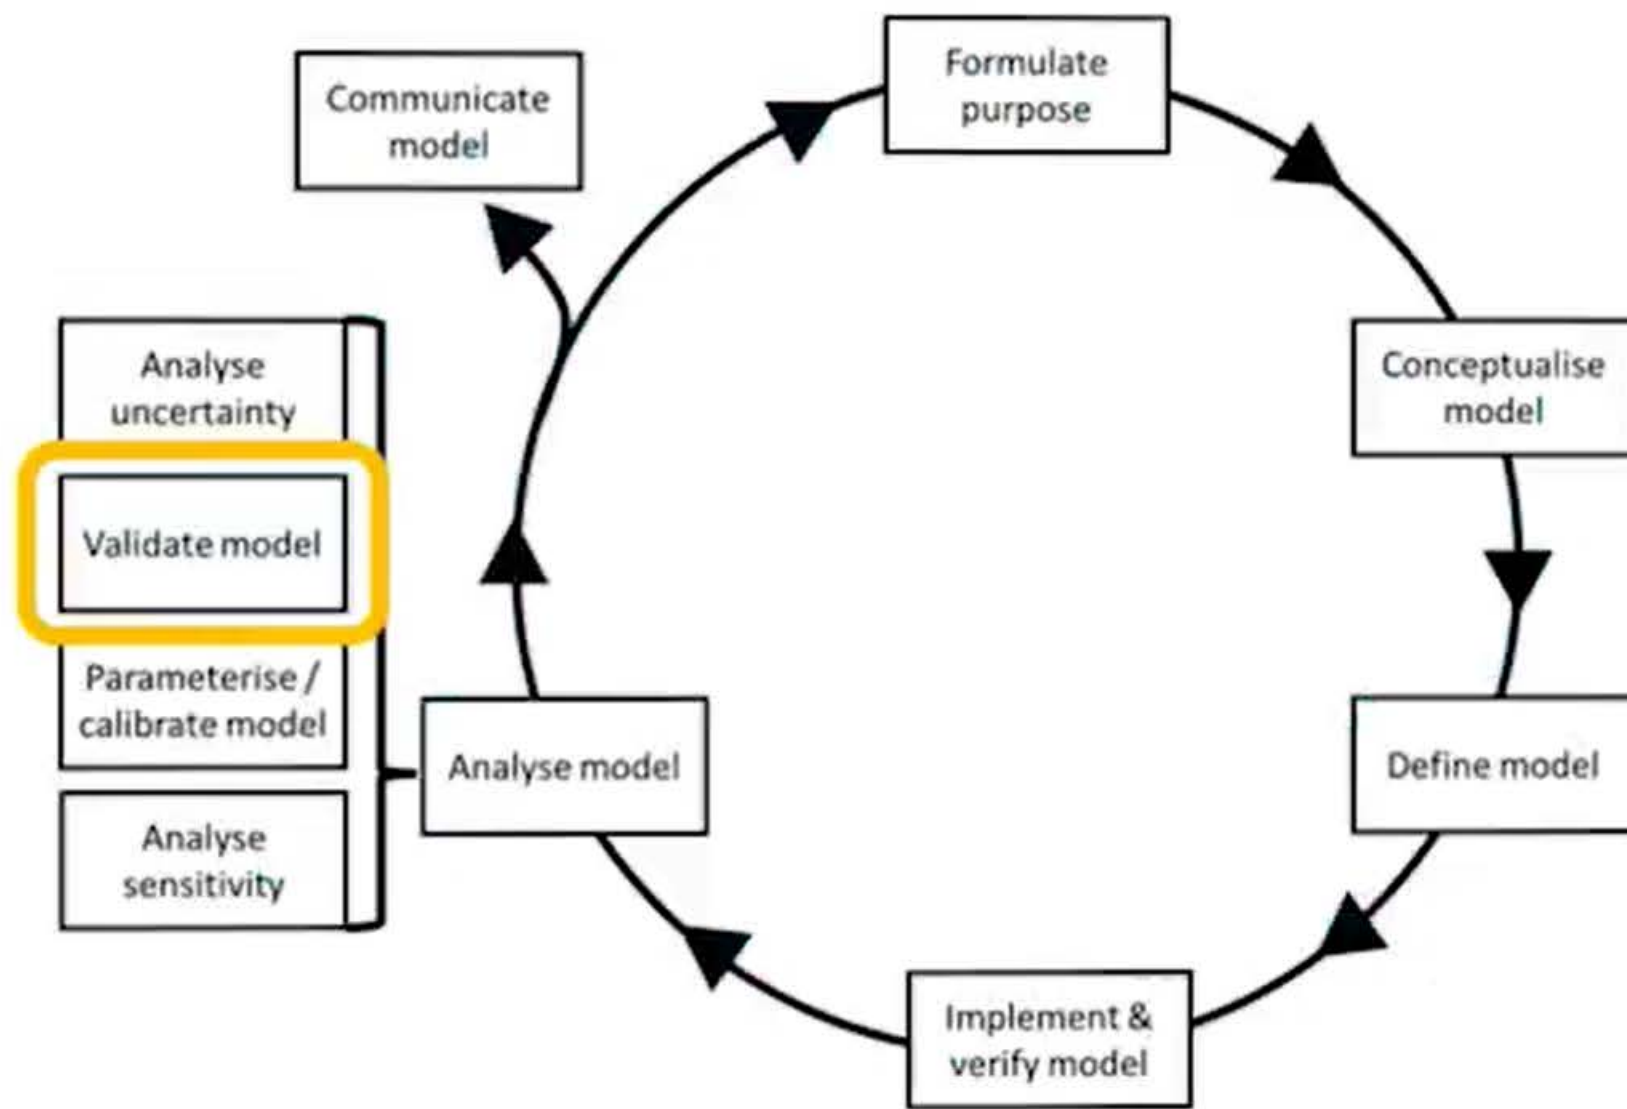 Formulate
purpose
Communicate
model
Conceptualise
model
Analyse
uncertainty
Validate model
Parameterise /
calibrate model
Analyse
sensitivity
Analyse model
Define model
Implement &
verify model